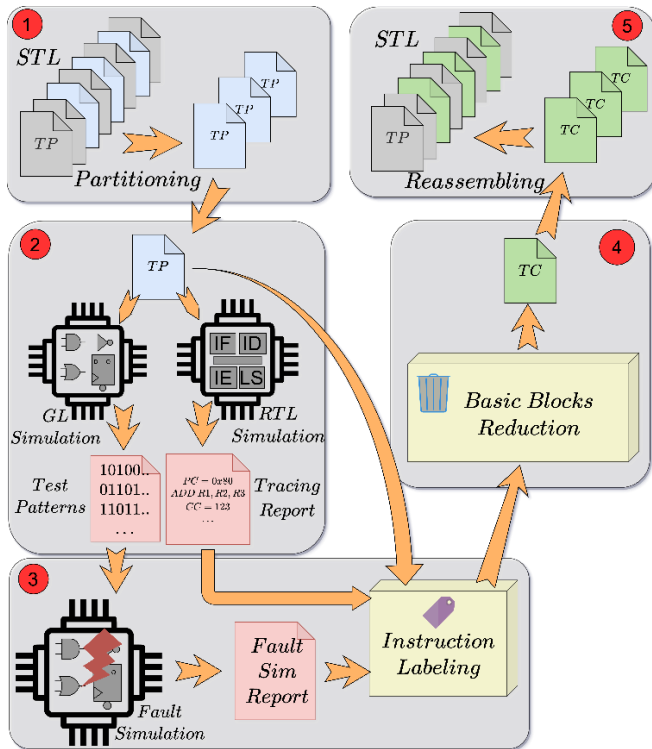 1
STL
TP
TP
TP
TP
Partitioning
5
STL
TP
TC
TC
TC
Reassembling
2
TP
GL
Simulation
IF ID
IE LS
RTL
Simulation
Test
Patterns
10100..
01101..
11011..
...
PC = 0x80
ADD R1, R2, R3
CC = 123
...
Tracing
Report
3
Fault
Simulation
Fault
Sim
Report
Instruction
Labeling
4
TC
Basic Blocks
Reduction